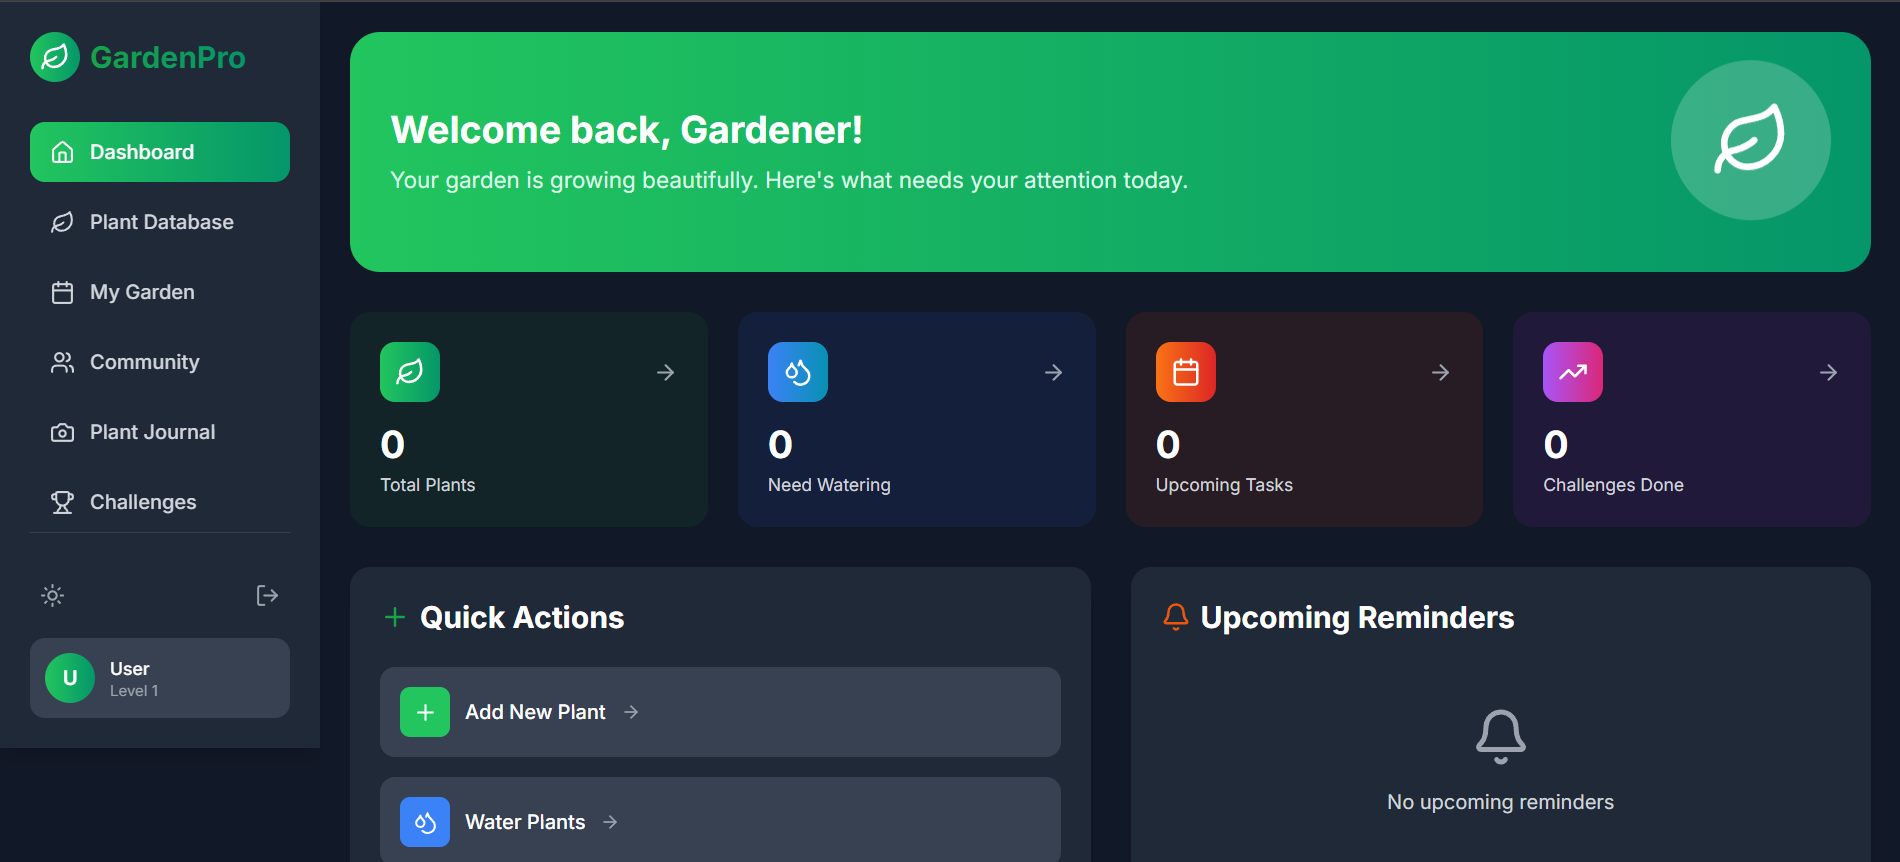 GardenPro
Dashboard
Plant Database
My Garden
Community
Plant Journal
Challenges
U
User
Level 1
Welcome back, Gardener!
Your garden is growing beautifully. Here's what needs your attention today.
0
Total Plants
0
Need Watering
0
Upcoming Tasks
0
Challenges Done
Quick Actions
Add New Plant
Water Plants
Upcoming Reminders
No upcoming reminders